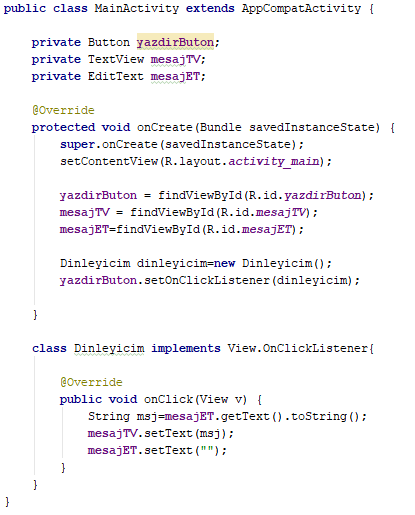 public class MainActivity extends AppCompatActivity {
private Button yazdirButon;
private TextView mesajTV;
private EditText mesajET;
@Override
protected void onCreate(Bundle savedInstanceState) {
super.onCreate(savedInstanceState);
setContentView(R.layout.activity_main);
yazdirButon = findViewById(R.id.yazdirButon);
mesajTV = findViewById(R.id.mesajTV);
mesajET=findViewById(R.id.mesajET);
Dinleyicim dinleyicim=new Dinleyicim();
yazdirButon.setOnClickListener(dinleyicim);
}
class Dinleyicim implements View.OnClickListener{
@Override
public void onClick(View v) {
String msj=mesajET.getText().toString();
mesajTV.setText(msj);
mesajET.setText("");
}
}
}